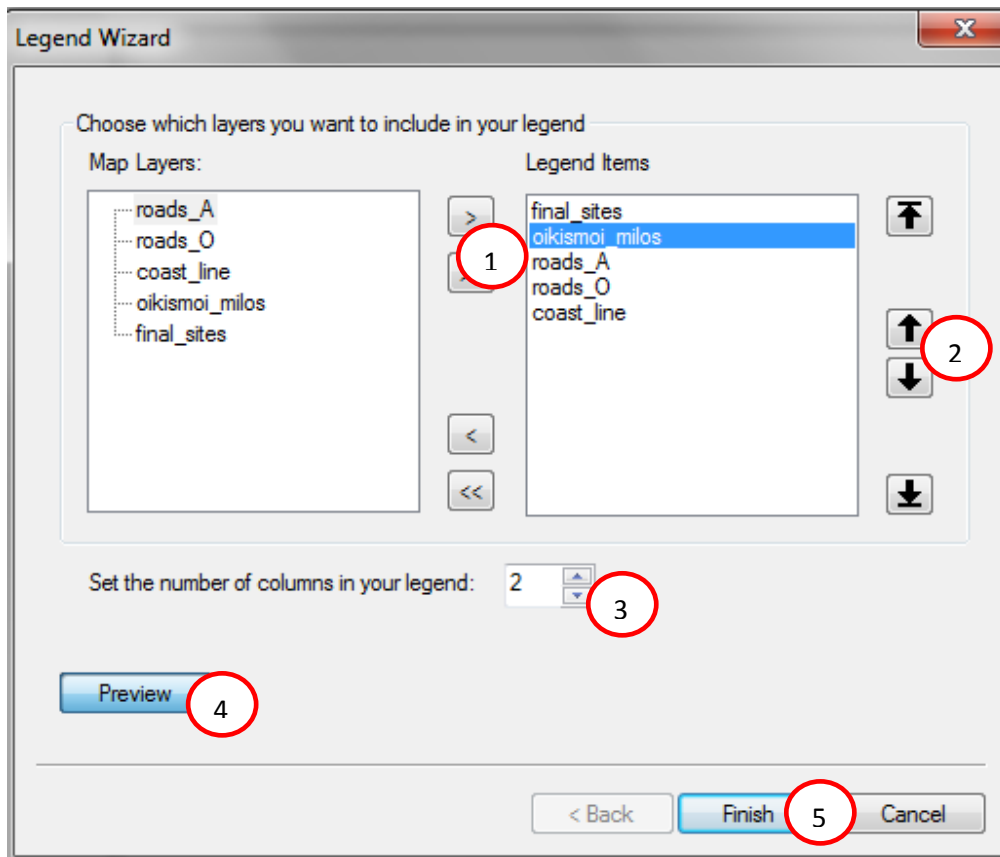 Legend Wizard
X
Choose which layers you want to include in your legend
Map Layers:
Legend Items
roads_A
roads_O
coast_line
oikismoi_milos
final_sites
>
1
<
<<
final_sites
oikismoi_milos
roads_A
roads_O
coast_line
2
Set the number of columns in your legend:
2
3
Preview
4
< Back
Finish
5
Cancel